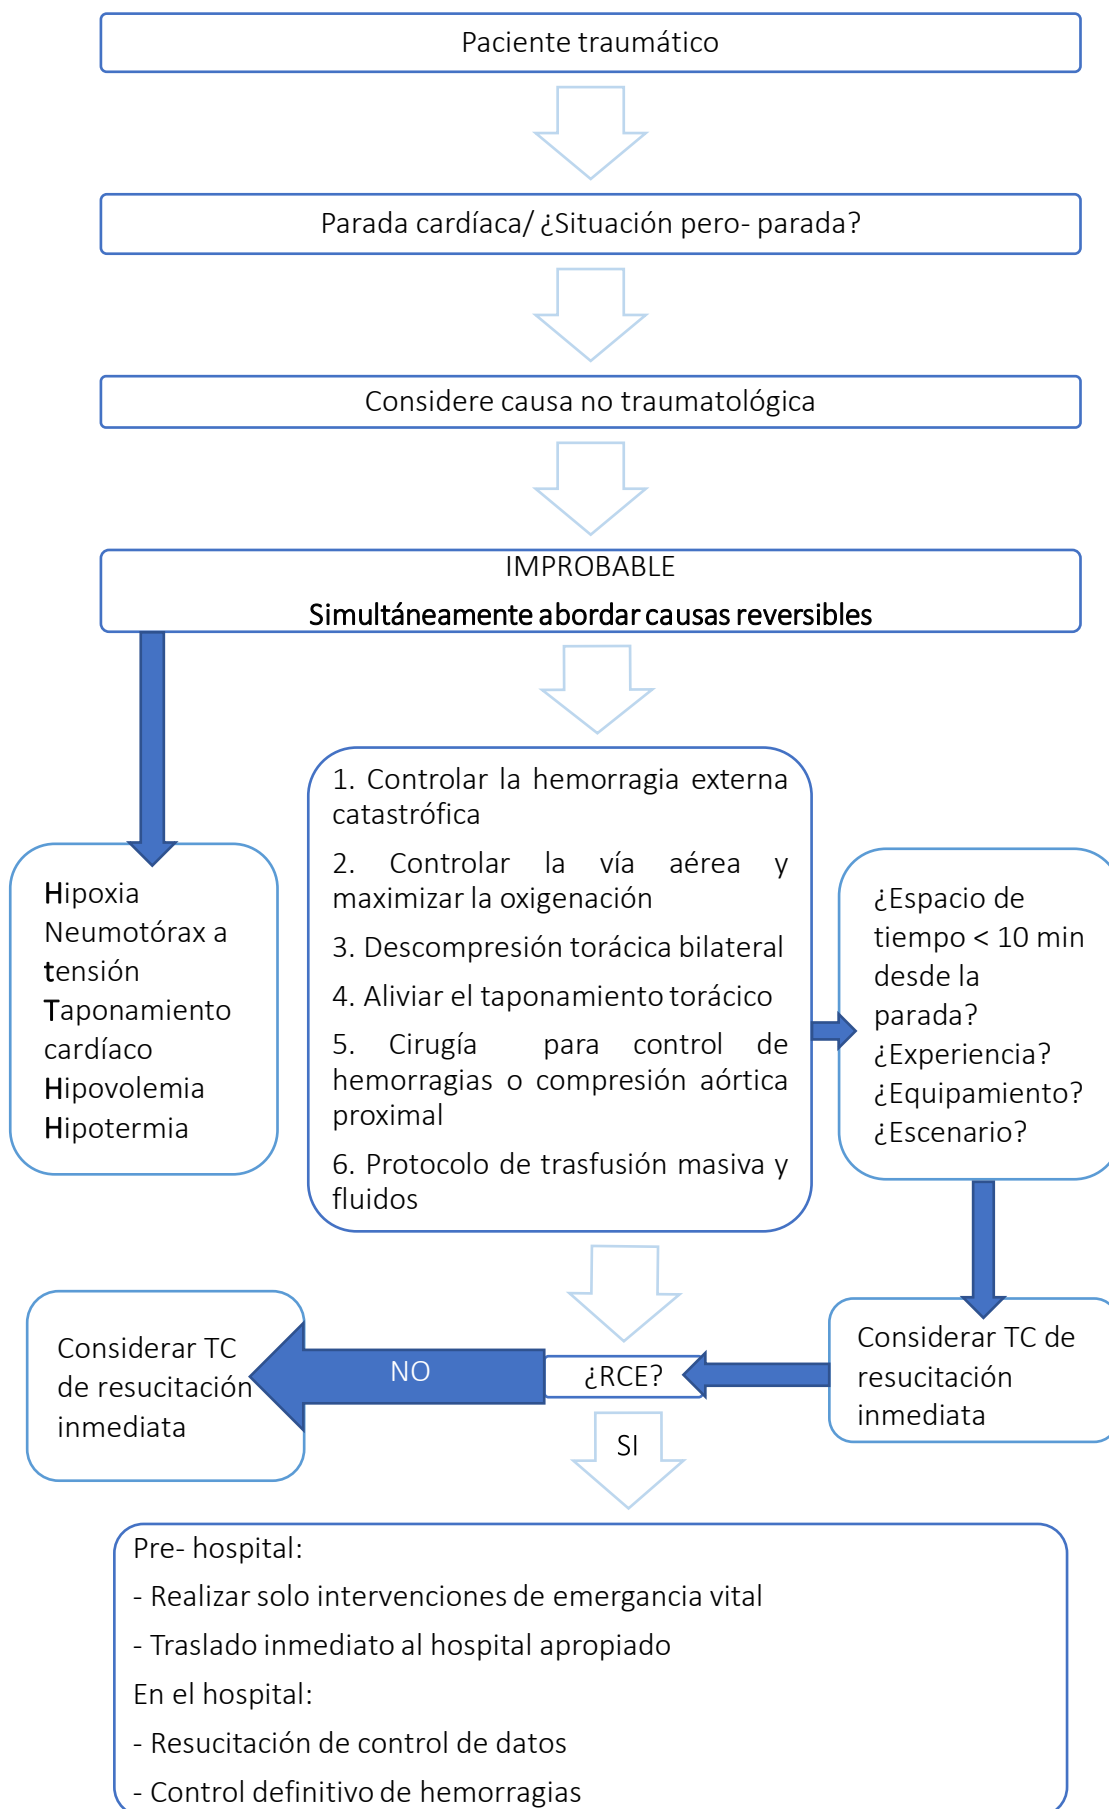 Paciente traumático
Parada cardíaca/ ¿Situación pero- parada?
Considere causa no traumatológica
IMPROBABLE
Simultáneamente abordar causas reversibles
Hipoxia
Neumotórax a
tensión
Taponamiento
cardíaco
Hipovolemia
Hipotermia
1. Controlar la hemorragia externa
catastrófica
2. Controlar la vía aérea y
maximizar la oxigenación
3. Descompresión torácica bilateral
4. Aliviar el taponamiento torácico
5. Cirugía para control de
hemorragias o compresión aórtica
proximal
6. Protocolo de trasfusión masiva y
fluidos
¿Espacio de
tiempo < 10 min
desde la
parada?
¿Experiencia?
¿Equipamiento?
¿Escenario?
Considerar TC
de resucitación
inmediata
NO
¿RCE?
Considerar TC de
resucitación
inmediata
SI
Pre- hospital:
- Realizar solo intervenciones de emergancia vital
- Traslado inmediato al hospital apropiado
En el hospital:
- Resucitación de control de datos
- Control definitivo de hemorragias